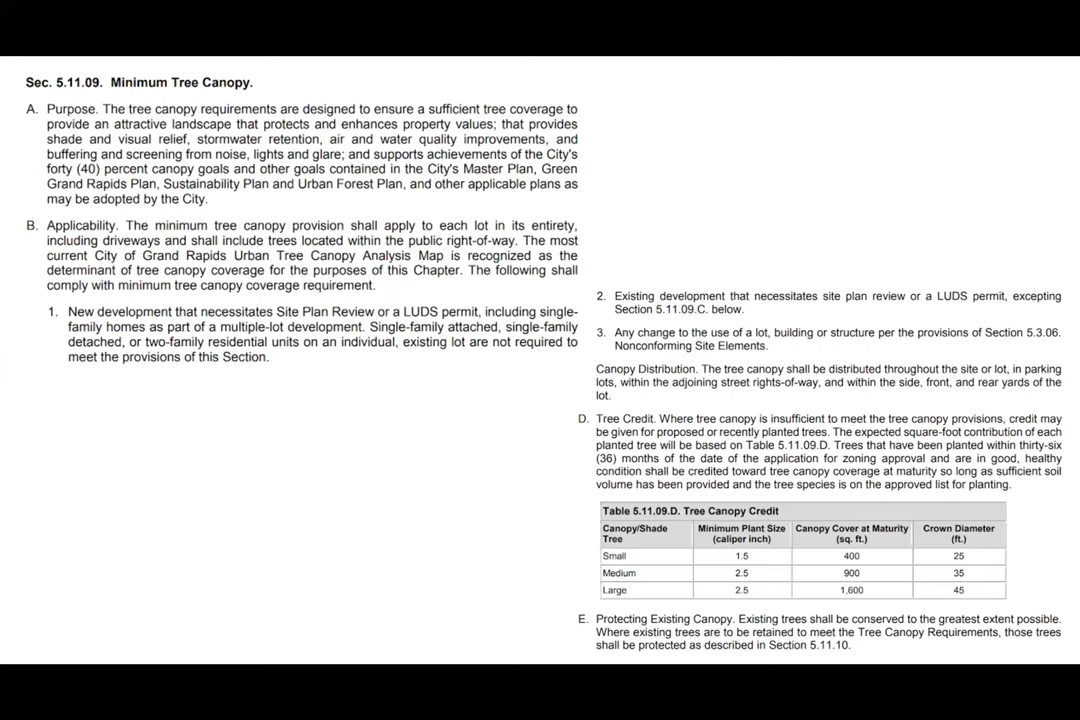 Sec. 5.11.09. Minimum Tree Canopy.
A. Purpose. The tree canopy requirements are designed to ensure a sufficient tree coverage to
provide an attractive landscape that protects and enhances property values; that provides
shade and visual relief, stormwater retention, air and water quality improvements, and
buffering and screening from noise, lights and glare; and supports achievements of the City's
forty (40) percent canopy goals and other goals contained in the City's Master Plan, Green
Grand Rapids Plan, Sustainability Plan and Urban Forest Plan, and other applicable plans as
may be adopted by the City.
B. Applicability. The minimum tree canopy provision shall apply to each lot in its entirety,
including driveways and shall include trees located within the public right-of-way. The most
current City of Grand Rapids Urban Tree Canopy Analysis Map is recognized as the
determinant of tree canopy coverage for the purposes of this Chapter. The following shall
comply with minimum tree canopy coverage requirement.
1. New development that necessitates Site Plan Review or a LUDS permit, including single-
family homes as part of a multiple-lot development. Single-family attached, single-family
detached, or two-family residential units on an individual, existing lot are not required to
meet the provisions of this Section.
2. Existing development that necessitates site plan review or a LUDS permit, excepting
Section 5.11.09.C. below.
3. Any change to the use of a lot, building or structure per the provisions of Section 5.3.06.
Nonconforming Site Elements.
Canopy Distribution. The tree canopy shall be distributed throughout the site or lot, in parking
lots, within the adjoining street rights-of-way, and within the side, front, and rear yards of the
lot.
D. Tree Credit. Where tree canopy is insufficient to meet the tree canopy provisions, credit may
be given for proposed or recently planted trees. The expected square-foot contribution of each
planted tree will be based on Table 5.11.09.D. Trees that have been planted within thirty-six
(36) months of the date of the application for zoning approval and are in good, healthy
condition shall be credited toward tree canopy coverage at maturity so long as sufficient soil
volume has been provided and the tree species is on the approved list for planting.
Table 5.11.09.D. Tree Canopy Credit
Canopy/Shade Tree Minimum Plant Size (caliper inch) Canopy Cover at Maturity (sq. ft.) Crown Diameter (ft.)
Small 1.5 400 25
Medium 2.5 900 35
Large 2.5 1,600 45
E. Protecting Existing Canopy. Existing trees shall be conserved to the greatest extent possible.
Where existing trees are to be retained to meet the Tree Canopy Requirements, those trees
shall be protected as described in Section 5.11.10.